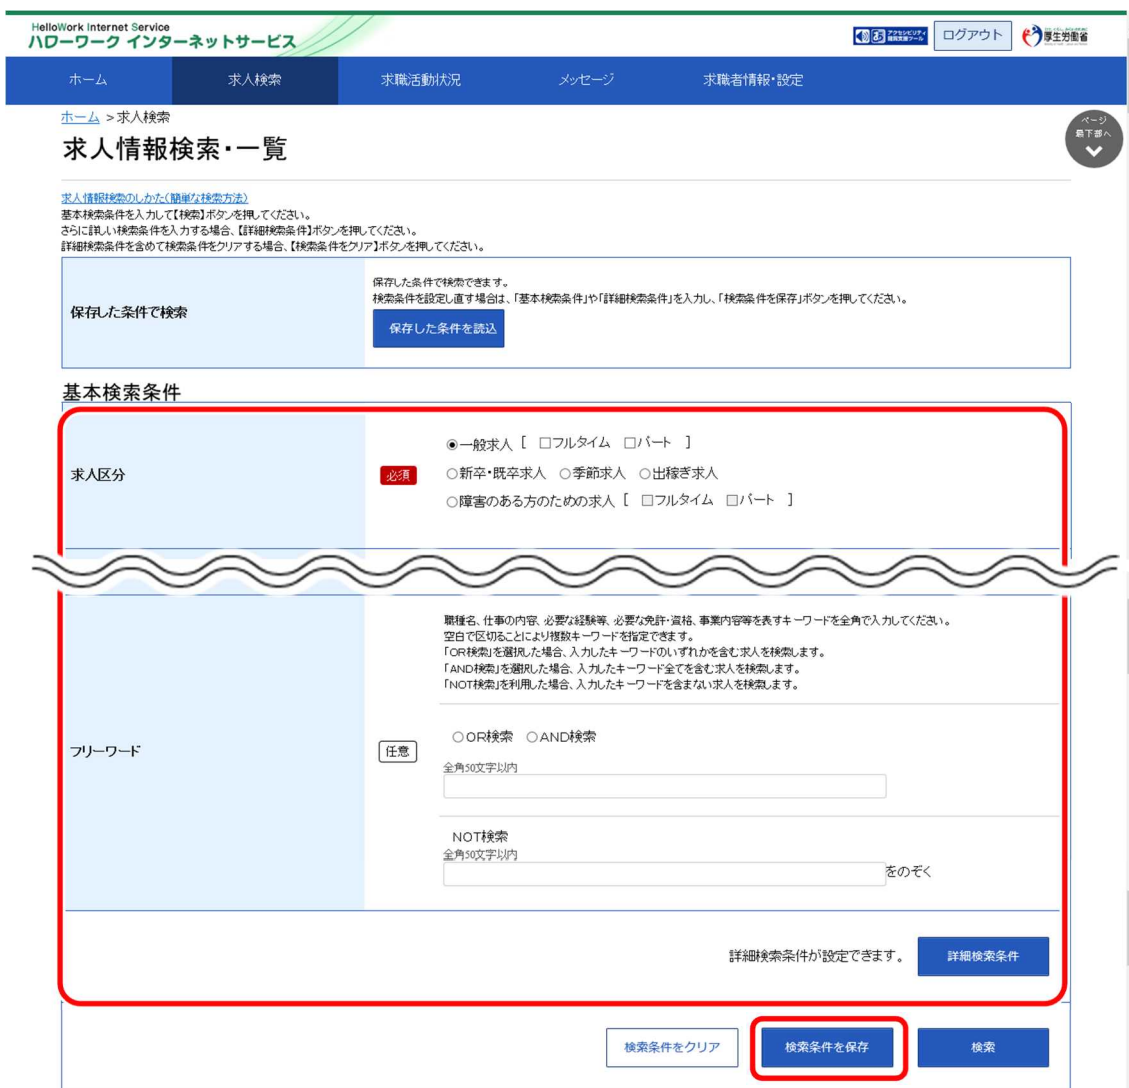 HelloWork Internet Service
ハローワーク インターネットサービス
アクセシビリティ
閲覧支援ツール
ログアウト
厚生労働省
ホーム 求人検索 求職活動状況 メッセージ 求職者情報・設定
ホーム >求人検索
ページ
最下部へ
求人情報検索・一覧
求人情報検索のしかた(簡単な検索方法)
基本検索条件を入力して【検索】ボタンを押してください。
さらに詳しい検索条件を入力する場合、【詳細検索条件】ボタンを押してください。
詳細検索条件を含めて検索条件をクリアする場合、【検索条件をクリア】ボタンを押してください。
保存した条件で検索
保存した条件で検索できます。
検索条件を設定し直す場合は、「基本検索条件」や「詳細検索条件」を入力し、「検索条件を保存」ボタンを押してください。
保存した条件を読込
基本検索条件
求人区分
必須
一般求人 [ フルタイム パート ]
新卒・既卒求人 季節求人 出稼ぎ求人
障害のある方のための求人 [ フルタイム パート ]
フリーワード
任意
職種名、仕事の内容、必要な経験等、必要な免許・資格、事業内容等を表すキーワードを全角で入力してください。
空白で区切ることにより複数キーワードを指定できます。
「OR検索」を選択した場合、入力したキーワードのいずれかを含む求人を検索します。
「AND検索」を選択した場合、入力したキーワード全てを含む求人を検索します。
「NOT検索」を利用した場合、入力したキーワードを含まない求人を検索します。
OR検索 AND検索
全角50文字以内
NOT検索
全角50文字以内
をのぞく
詳細検索条件が設定できます。 詳細検索条件
検索条件をクリア 検索条件を保存 検索